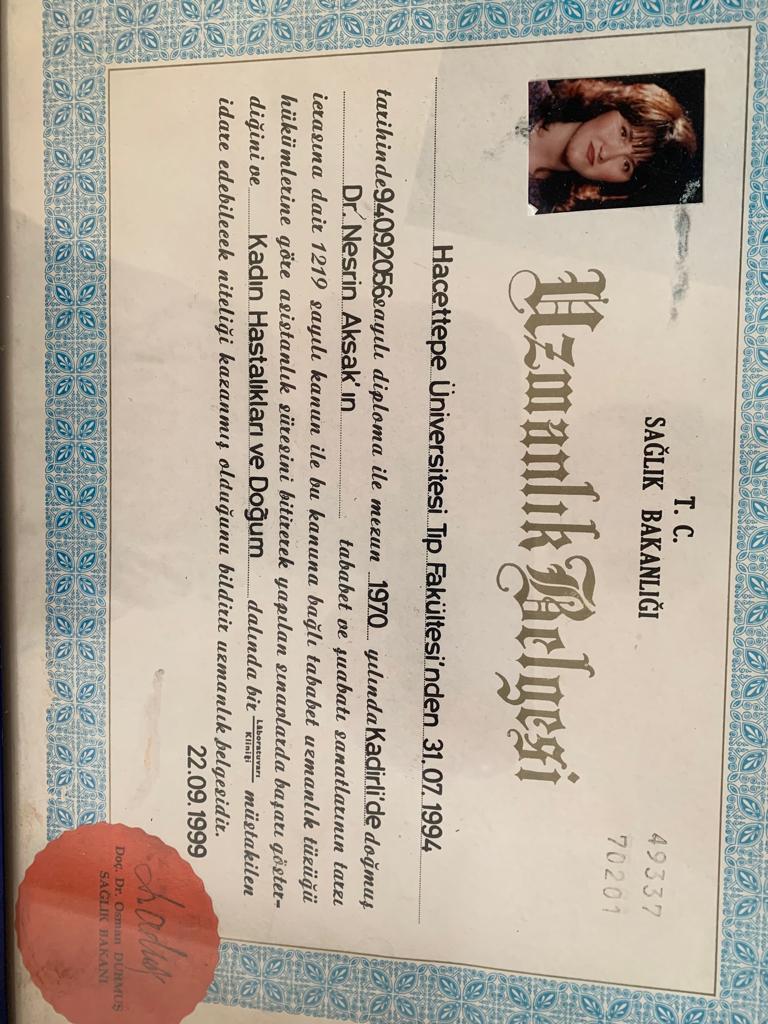 T. C.
SAĞLIK BAKANLIĞI
49337
70201
Uzmanlık Belgesi
Hacettepe Üniversitesi Tıp Fakültesi'nden 31.07.1994
tarihinde 94092056 sayılı diploma ile mezun 1970 yılında Kadirli'de doğmuş
Dr. Nesrin Aksak'ın tababet ve şuabatı sanatlarının tarzı
icrasına dair 1219 sayılı kanun ile bu kanuna bağlı tababet uzmanlık tüzüğü
hükümlerine göre asistanlık süresini bitirerek yapılan sınavlarda başarı göster-
diğini ve Kadın Hastalıkları ve Doğum dalında bir Lâboratuvarı Kliniği müstakilen
idare edebilecek niteliği kazanmış olduğunu bildirir uzmanlık belgesidir.
22.09.1999
Doç. Dr. Osman DURMUŞ
SAĞLIK BAKANI